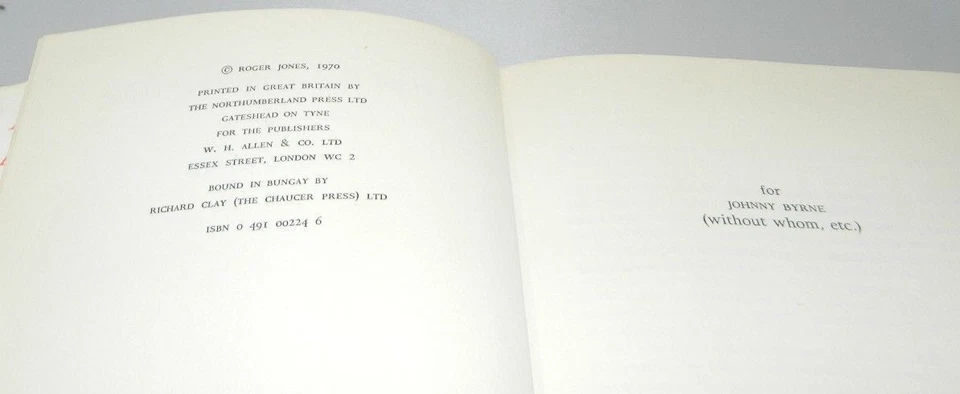 © ROGER JONES, 1970
PRINTED IN GREAT BRITAIN BY
THE NORTHUMBERLAND PRESS LTD
GATESHEAD ON TYNE
FOR THE PUBLISHERS
W. H. ALLEN & CO. LTD
ESSEX STREET, LONDON WC 2
BOUND IN BUNGAY BY
RICHARD CLAY (THE CHAUCER PRESS) LTD
ISBN 0 491 00224 6
for
JOHNNY BYRNE
(without whom, etc.)